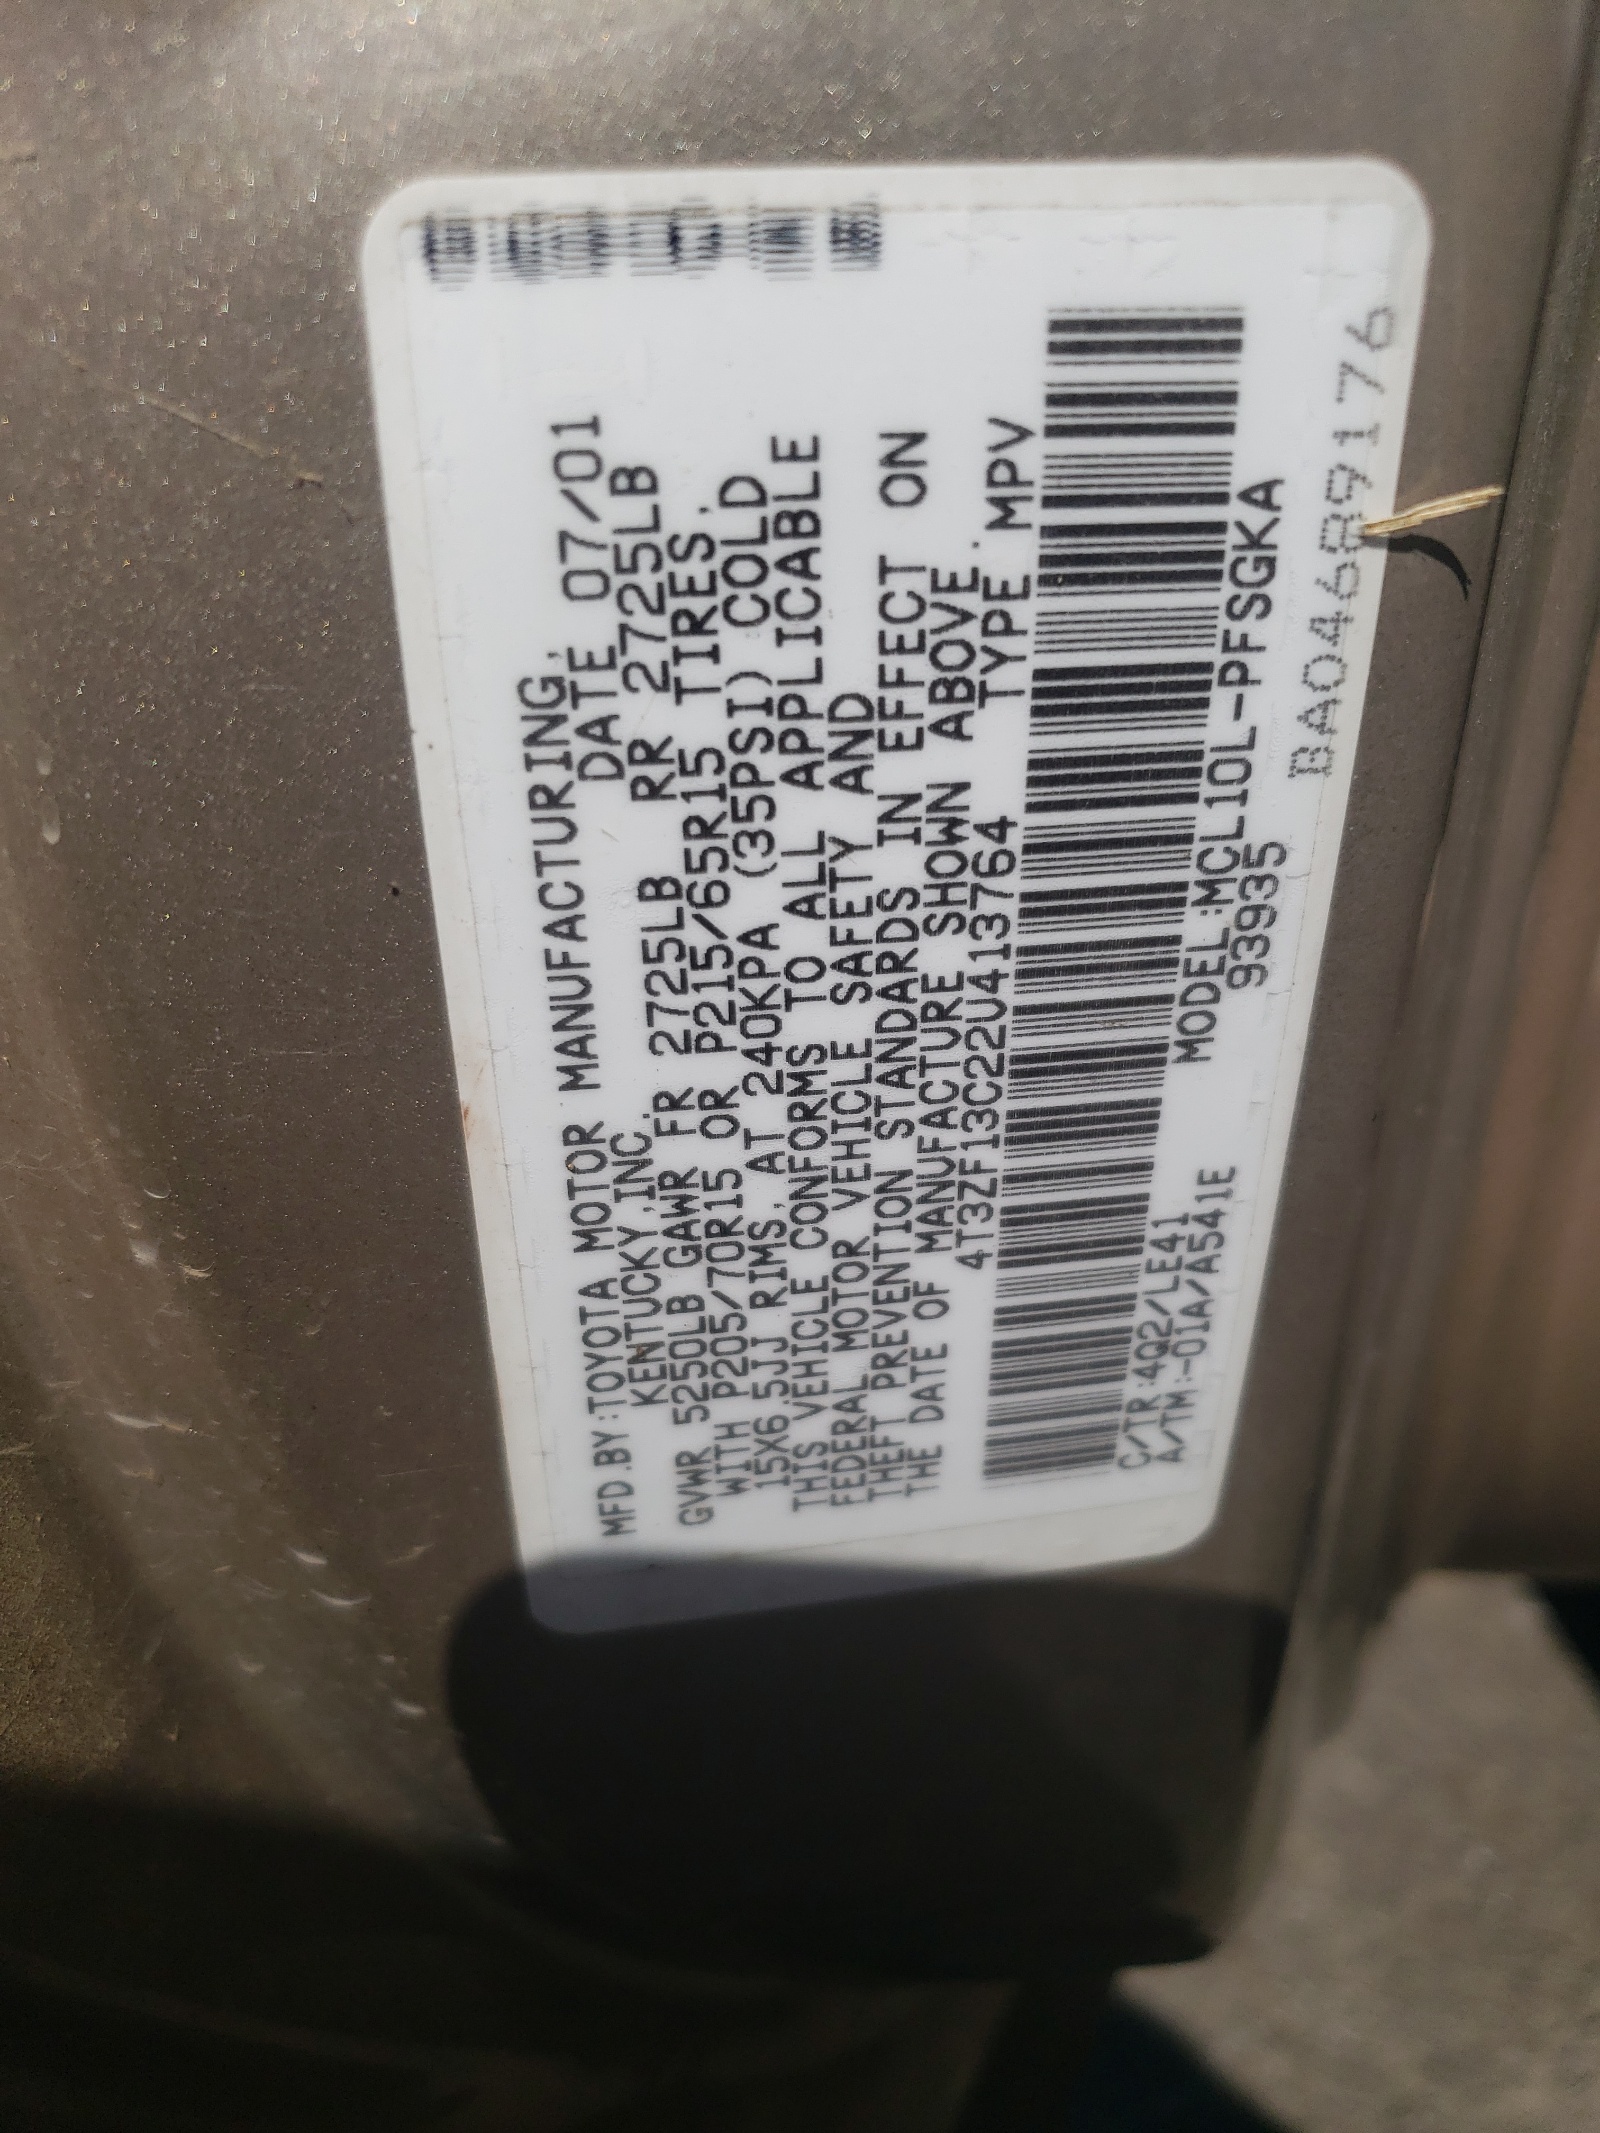 MFD.BY:TOYOTA MOTOR MANUFACTURING,
KENTUCKY,INC. DATE 07/01
GVWR 5250LB GAWR FR 2725LB RR 2725LB
WITH P205/70R15 OR P215/65R15 TIRES,
15X6.5JJ RIMS, AT 240KPA (35PSI) COLD
THIS VEHICLE CONFORMS TO ALL APPLICABLE
FEDERAL MOTOR VEHICLE SAFETY AND
THEFT PREVENTION STANDARDS IN EFFECT ON
THE DATE OF MANUFACTURE SHOWN ABOVE.
4T3ZF13C22U413764 TYPE MPV
C/TR:4Q2/LE41 MODEL:MCL10L-PFSGKA
A/TM:-01A/A541E 93935
BA04689176